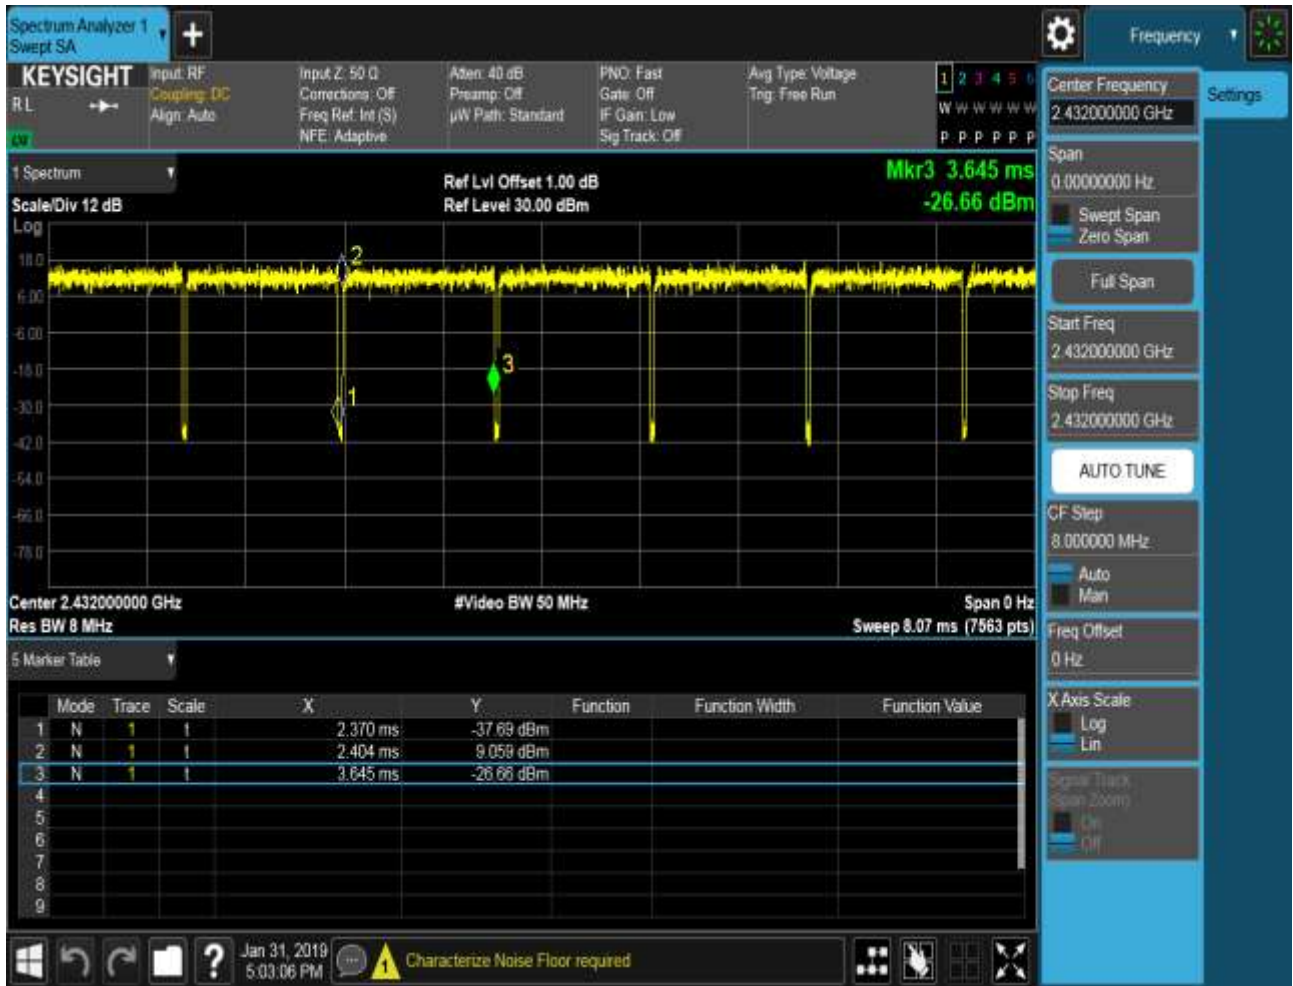 Spectrum Analyzer 1
Swept SA
Frequency
KEYSIGHT
R L
Input: RF
Coupling: DC
Align: Auto
Input Z: 50 Ω
Corrections: Off
Freq Ref: Int (S)
NFE: Adaptive
Atten: 40 dB
Preamp: Off
µW Path: Standard
PNO: Fast
Gate: Off
IF Gain: Low
Sig Track: Off
Avg Type: Voltage
Trig: Free Run
1 2 3 4 5 6
W W W W W W
P P P P P P
Center Frequency
2.432000000 GHz
Settings
Span
0.00000000 Hz
Swept Span
Zero Span
Full Span
Start Freq
2.432000000 GHz
Stop Freq
2.432000000 GHz
AUTO TUNE
CF Step
8.000000 MHz
Auto
Man
Freq Offset
0 Hz
X Axis Scale
Log
Lin
Signal Track
(Span Zoom)
On
Off
1 Spectrum
Scale/Div 12 dB
Log
Ref Lvl Offset 1.00 dB
Ref Level 30.00 dBm
Mkr3 3.645 ms
-26.66 dBm
18.0
6.00
-6.00
-18.0
-30.0
-42.0
-54.0
-66.0
-78.0
2
3
1
Center 2.432000000 GHz
#Video BW 50 MHz
Span 0 Hz
Res BW 8 MHz
Sweep 8.07 ms (7563 pts)
5 Marker Table
Mode Trace Scale X Y Function Function Width Function Value
1 N 1 t 2.370 ms -37.69 dBm
2 N 1 t 2.404 ms 9.059 dBm
3 N 1 t 3.645 ms -26.66 dBm
4
5
6
7
8
9
Jan 31, 2019
5:03:06 PM
1
Characterize Noise Floor required